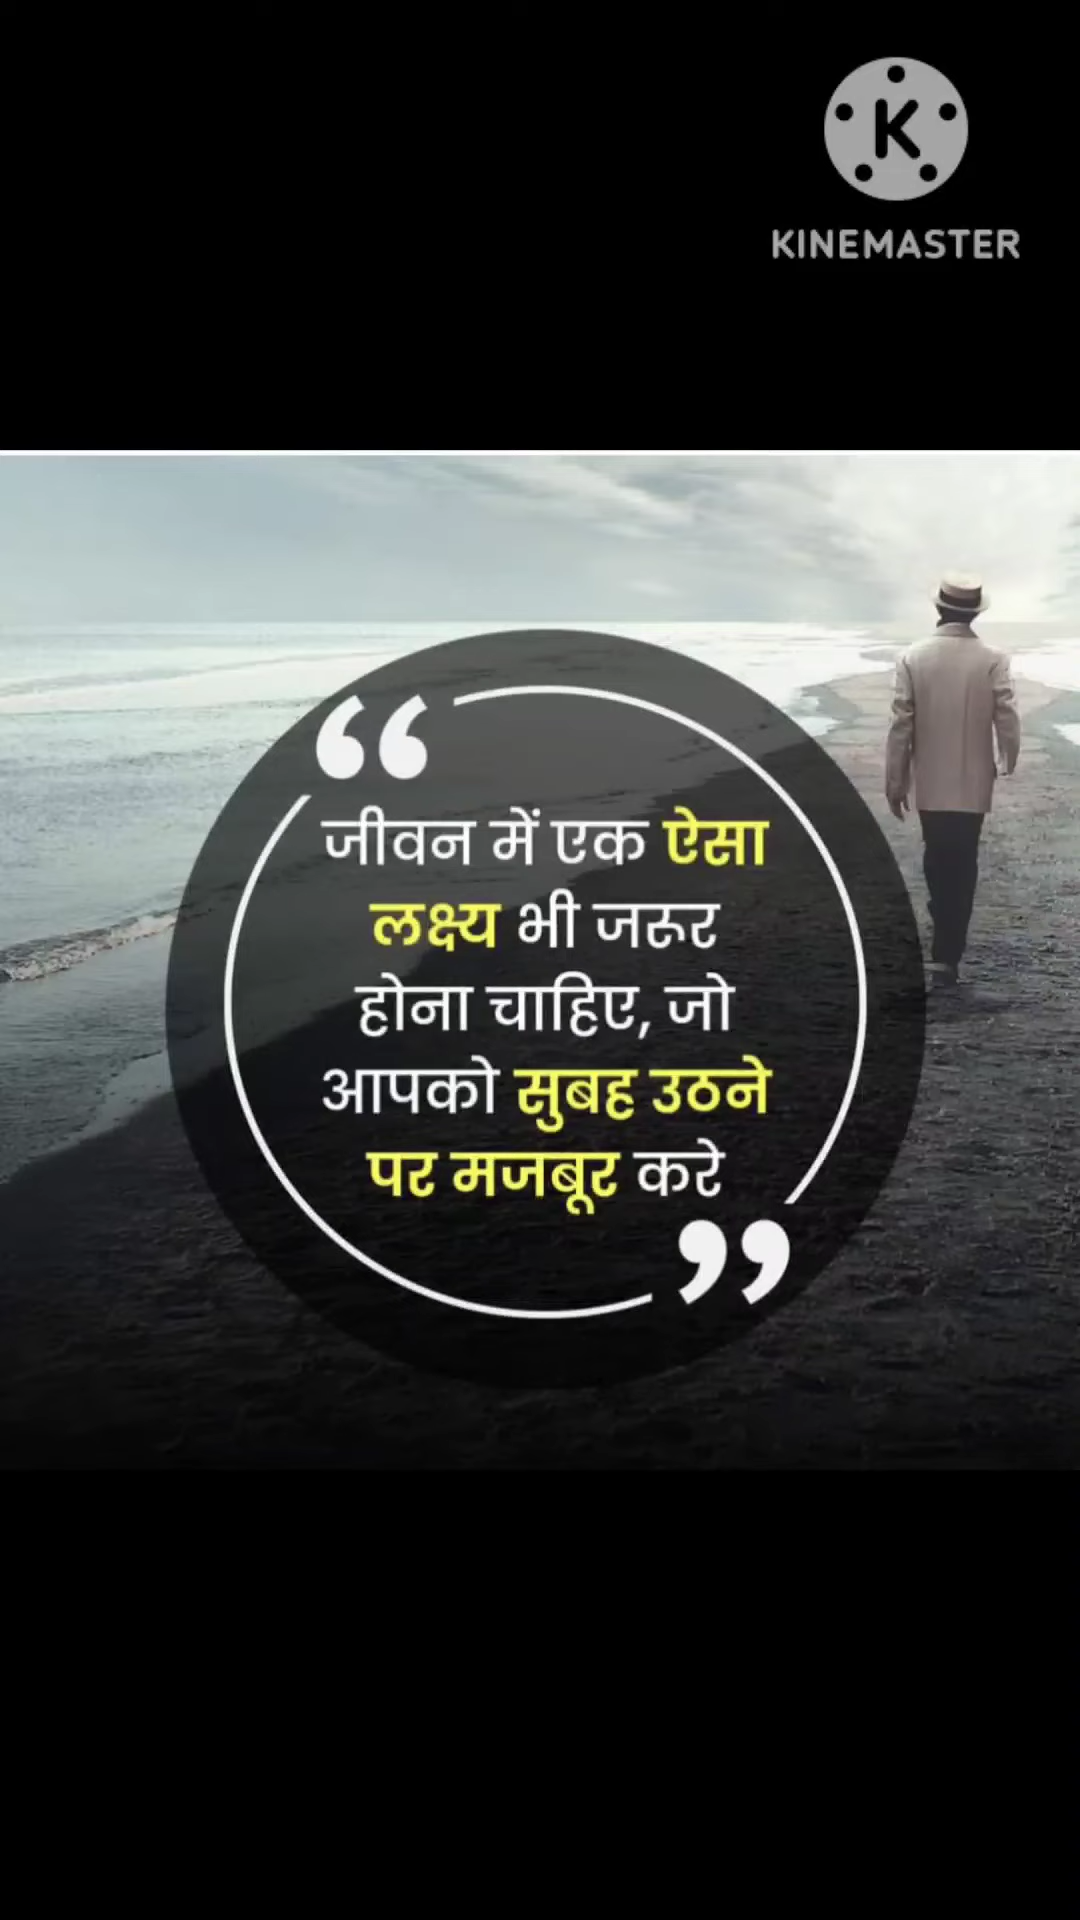 KINEMASTER
जीवन में एक ऐसा
लक्ष्य भी जरूर
होना चाहिए, जो
आपको सुबह उठने
पर मजबूर करे